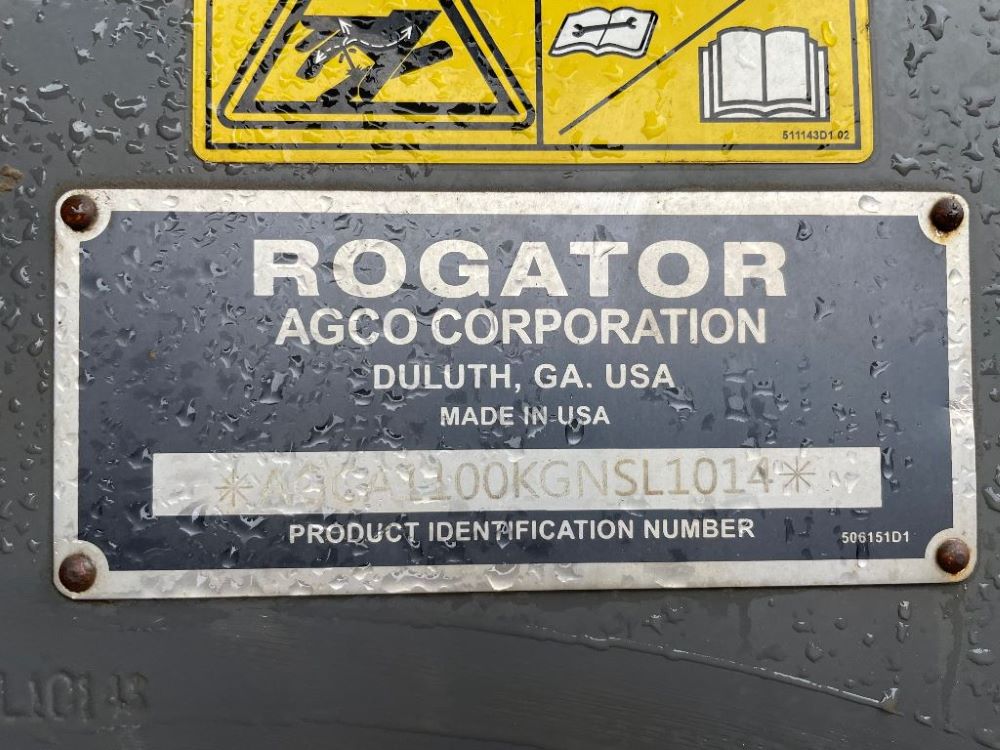 511143D1 02
ROGATOR
AGCO CORPORATION
DULUTH, GA. USA
MADE IN USA
*AGCA1100KGNSL1014*
PRODUCT IDENTIFICATION NUMBER
506151D1